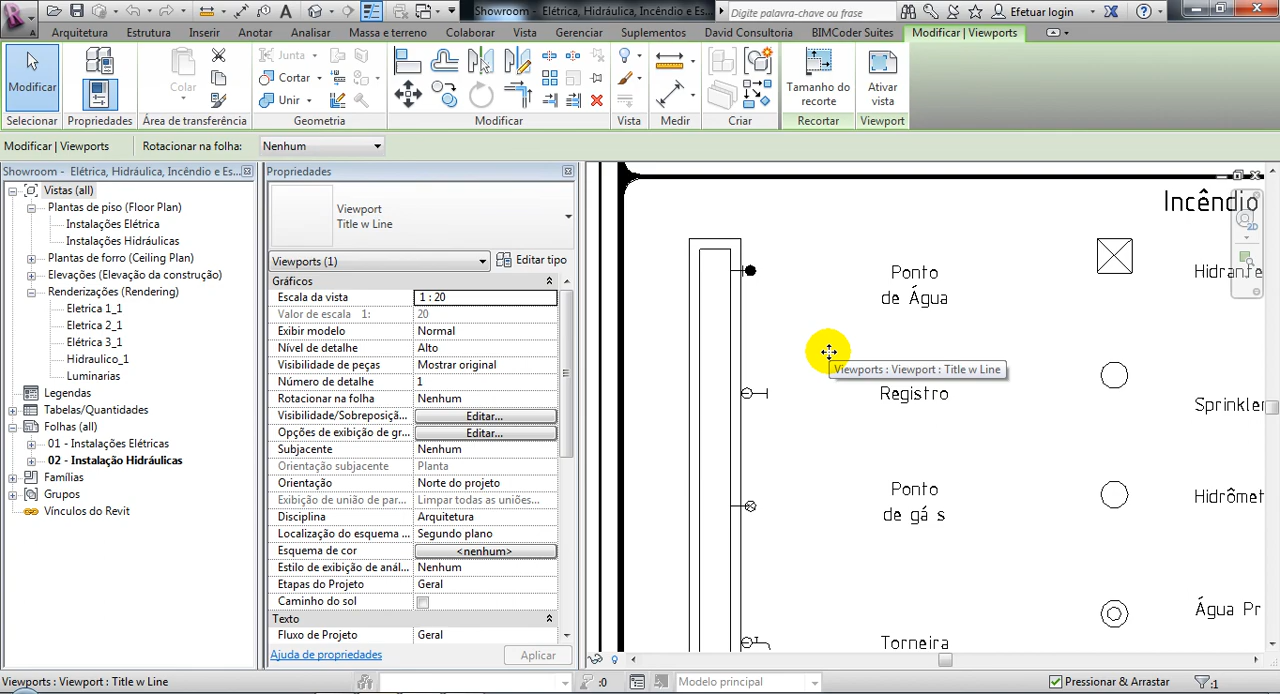 Showroom - Elétrica, Hidráulica, Incêndio e Es...
Digite palavra-chave ou frase
Efetuar login
Arquitetura
Estrutura
Inserir
Anotar
Analisar
Massa e terreno
Colaborar
Vista
Gerenciar
Suplementos
David Consultoria
BIMCoder Suites
Modificar | Viewports
Modificar
Colar
Junta
Cortar
Unir
Tamanho do
recorte
Ativar
vista
Selecionar
Propriedades
Área de transferência
Geometria
Modificar
Vista
Medir
Criar
Recortar
Viewport
Modificar | Viewports
Rotacionar na folha:
Nenhum
Showroom - Elétrica, Hidráulica, Incêndio e Es...
Vistas (all)
Plantas de piso (Floor Plan)
Instalações Elétrica
Instalações Hidráulicas
Plantas de forro (Ceiling Plan)
Elevações (Elevação da construção)
Renderizações (Rendering)
Eletrica 1_1
Eletrica 2_1
Elétrica 3_1
Hidraulico_1
Luminarias
Legendas
Tabelas/Quantidades
Folhas (all)
01 - Instalações Elétricas
02 - Instalação Hidráulicas
Famílias
Grupos
Vínculos do Revit
Propriedades
Viewport
Title w Line
Viewports (1)
Editar tipo
Gráficos
Escala da vista 1 : 20
Valor de escala 1: 20
Exibir modelo Normal
Nível de detalhe Alto
Visibilidade de peças Mostrar original
Número de detalhe 1
Rotacionar na folha Nenhum
Visibilidade/Sobreposiçã... Editar...
Opções de exibição de gr... Editar...
Subjacente Nenhum
Orientação subjacente Planta
Orientação Norte do projeto
Exibição de união de par... Limpar todas as uniões...
Disciplina Arquitetura
Localização do esquema ... Segundo plano
Esquema de cor <nenhum>
Estilo de exibição de anál... Nenhum
Etapas do Projeto Geral
Caminho do sol
Texto
Fluxo de Projeto Geral
Ajuda de propriedades
Aplicar
Incêndio
2D
Ponto
de Água
Hidrante
Viewports : Viewport : Title w Line
Registro
Sprinkler
Ponto
de gá s
Hidrômet
Água Pr
Torneira
Viewports : Viewport : Title w Line
:0
Modelo principal
Pressionar & Arrastar
:1